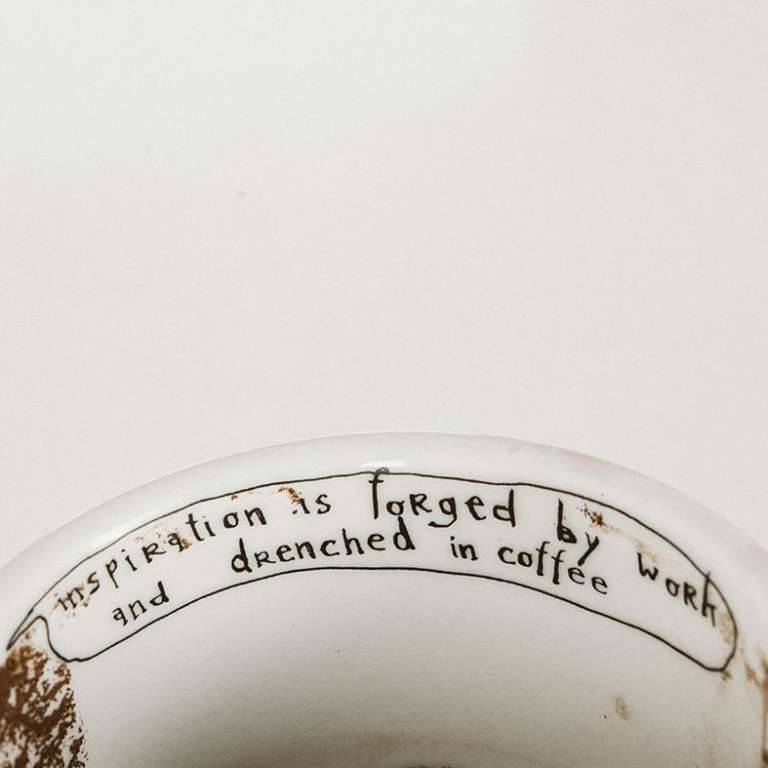 inspiration is forged by work
and drenched in coffee